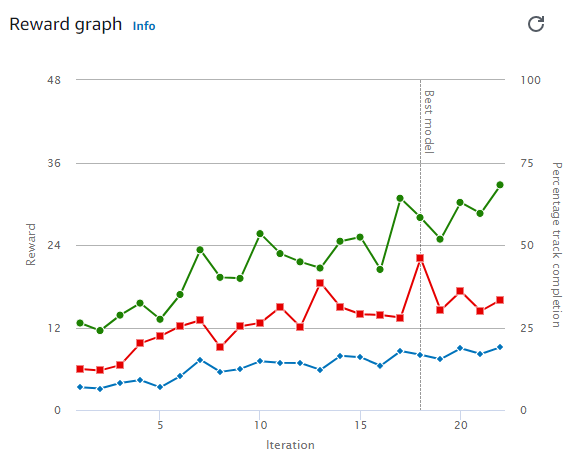 Reward graph Info
48
36
24
12
0
Reward
100
75
50
25
0
Percentage track completion
Best model
5
10
15
20
Iteration